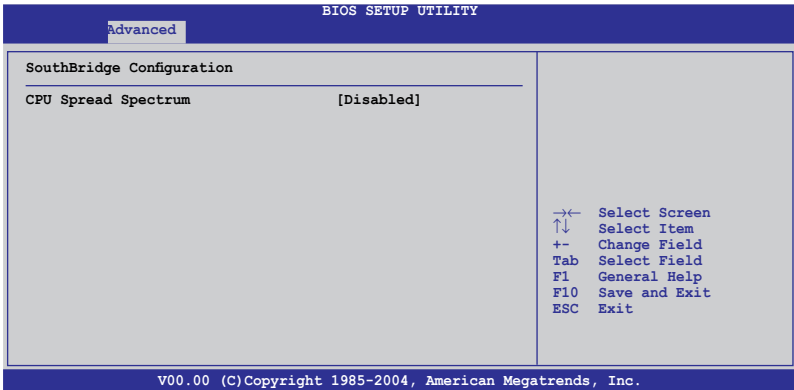 BIOS SETUP UTILITY
Advanced
SouthBridge Configuration
CPU Spread Spectrum [Disabled]
→← Select Screen
↑↓ Select Item
+- Change Field
Tab Select Field
F1 General Help
F10 Save and Exit
ESC Exit
V00.00 (C)Copyright 1985-2004, American Megatrends, Inc.